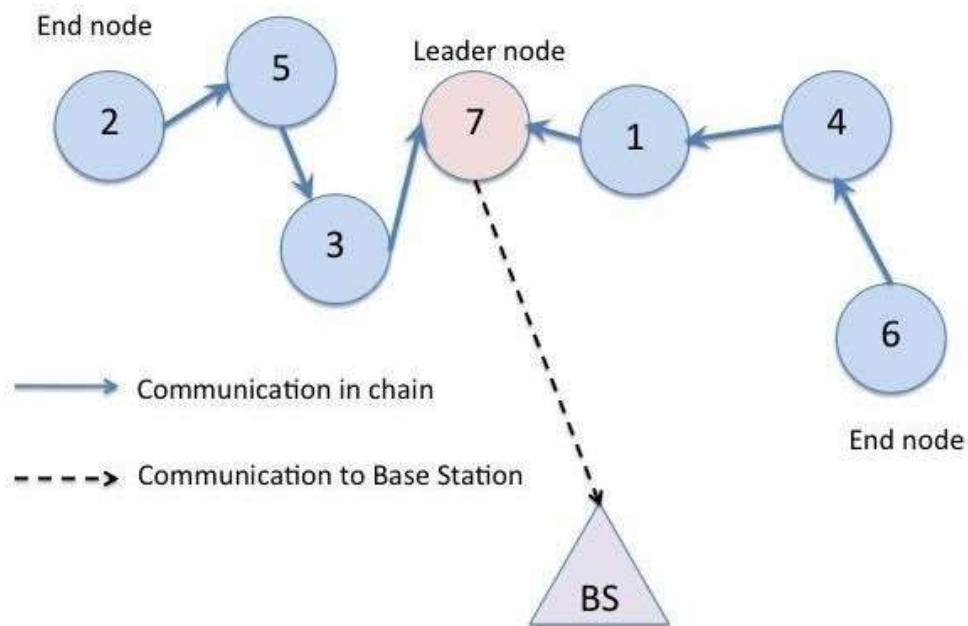 End node
5
Leader node
2
7
1
4
3
6
Communication in chain
End node
Communication to Base Station
BS